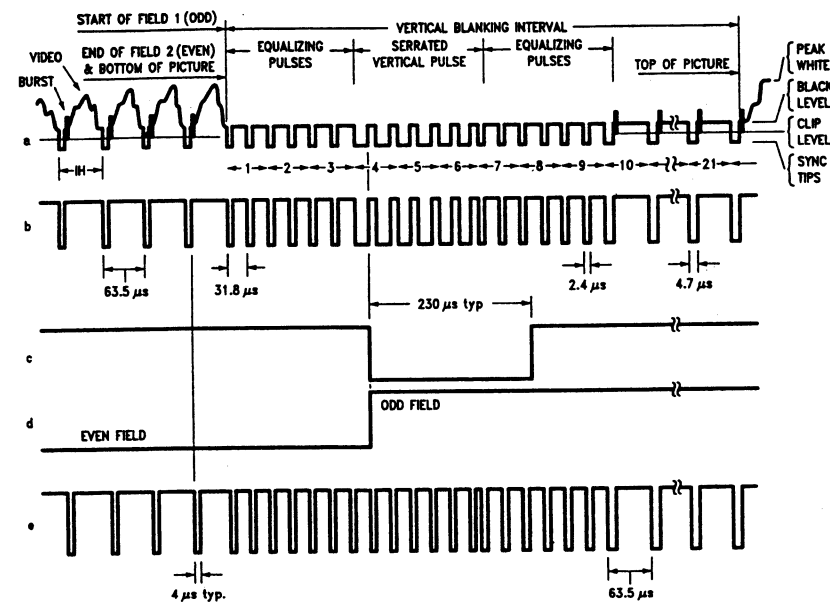 START OF FIELD 1 (ODD)
VERTICAL BLANKING INTERVAL
END OF FIELD 2 (EVEN)
& BOTTOM OF PICTURE
EQUALIZING
PULSES
SERRATED
VERTICAL PULSE
EQUALIZING
PULSES
TOP OF PICTURE
VIDEO
BURST
PEAK
WHITE
BLACK
LEVEL
CLIP
LEVEL
SYNC
TIPS
a
1H
1 2 3 4 5 6 7 8 9 10 21
b
63.5 µs
31.8 µs
2.4 µs
4.7 µs
230 µs typ
c
d
EVEN FIELD
ODD FIELD
e
4 µs typ.
63.5 µs